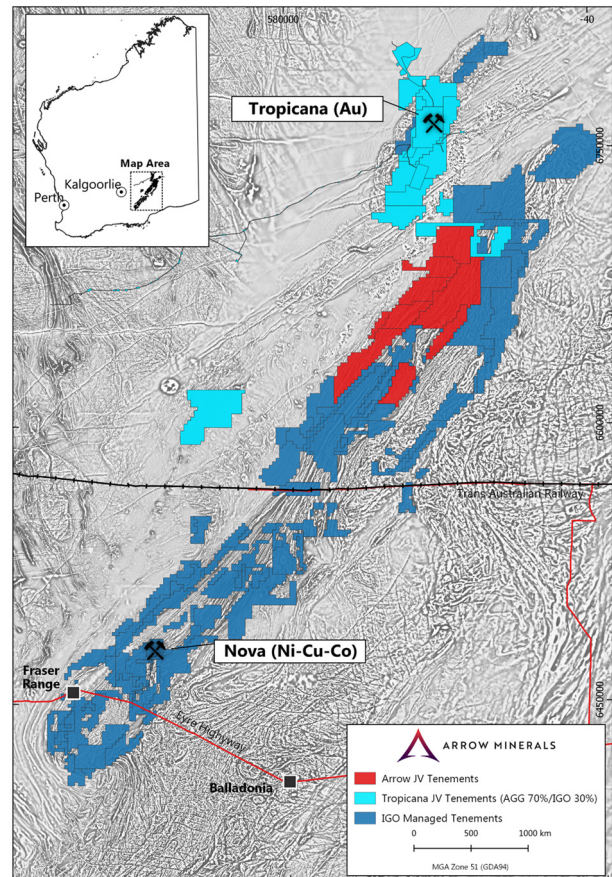 580000
-40
Tropicana (Au)
6750000
Map Area
Kalgoorlie
Perth
6600000
Trans Australian Railway
Nova (Ni-Cu-Co)
Fraser
Range
6450000
Eyre Highway
Balladonia
ARROW MINERALS
Arrow JV Tenements
Tropicana JV Tenements (AGG 70%/IGO 30%)
IGO Managed Tenements
0 500 1000 km
MGA Zone 51 (GDA94)